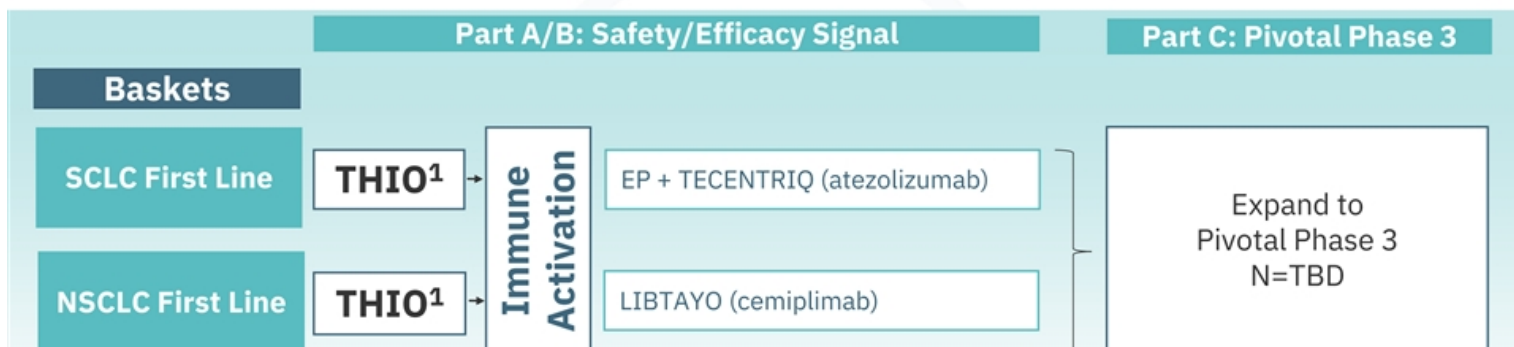 Part A/B: Safety/Efficacy Signal
Part C: Pivotal Phase 3
Baskets
SCLC First Line
THIO¹
Immune
Activation
EP + TECENTRIQ (atezolizumab)
Expand to
Pivotal Phase 3
N=TBD
NSCLC First Line
THIO¹
LIBTAYO (cemiplimab)